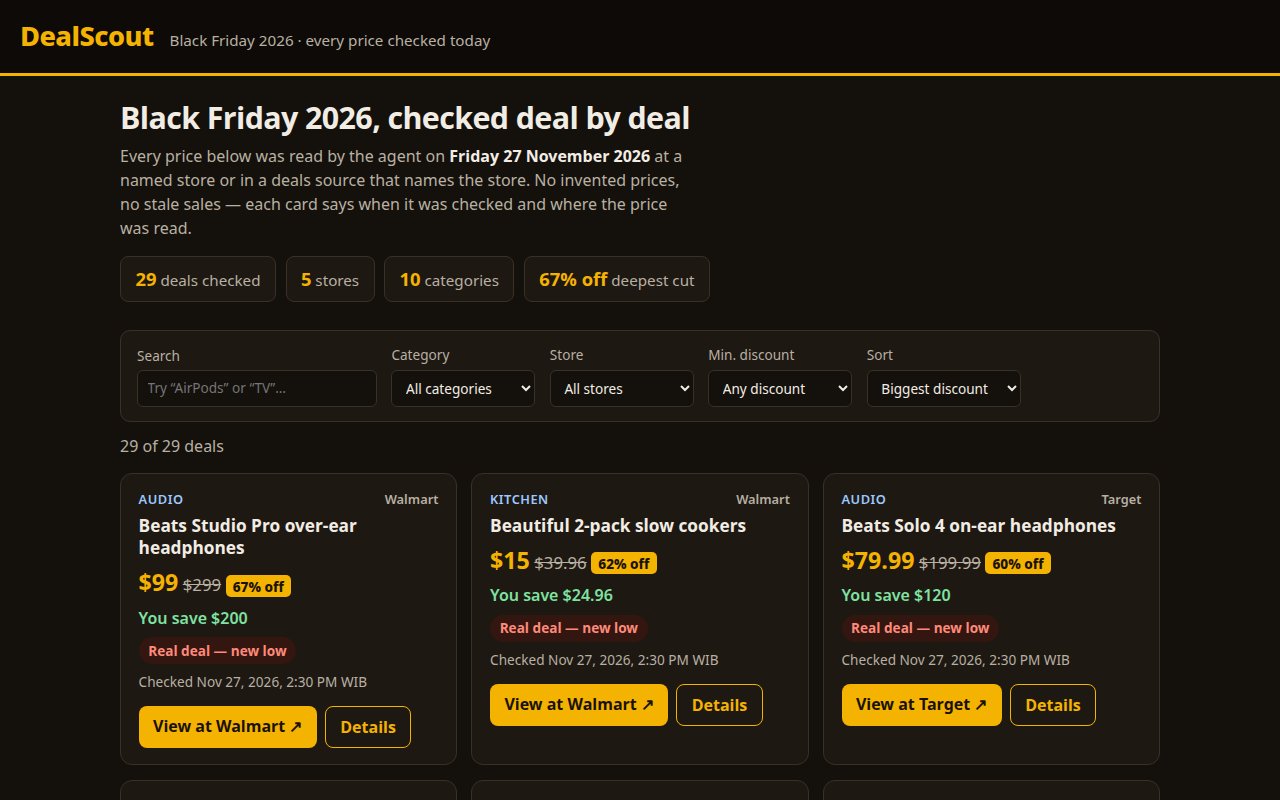 DealScout Black Friday 2026 · every price checked today
Black Friday 2026, checked deal by deal
Every price below was read by the agent on Friday 27 November 2026 at a
named store or in a deals source that names the store. No invented prices,
no stale sales — each card says when it was checked and where the price
was read.
29 deals checked
5 stores
10 categories
67% off deepest cut
Search
Try “AirPods” or “TV”…
Category
All categories
Store
All stores
Min. discount
Any discount
Sort
Biggest discount
29 of 29 deals
AUDIO Walmart
Beats Studio Pro over-ear
headphones
$99 $299 67% off
You save $200
Real deal — new low
Checked Nov 27, 2026, 2:30 PM WIB
View at Walmart ↗ Details
KITCHEN Walmart
Beautiful 2-pack slow cookers
$15 $39.96 62% off
You save $24.96
Real deal — new low
Checked Nov 27, 2026, 2:30 PM WIB
View at Walmart ↗ Details
AUDIO Target
Beats Solo 4 on-ear headphones
$79.99 $199.99 60% off
You save $120
Real deal — new low
Checked Nov 27, 2026, 2:30 PM WIB
View at Target ↗ Details